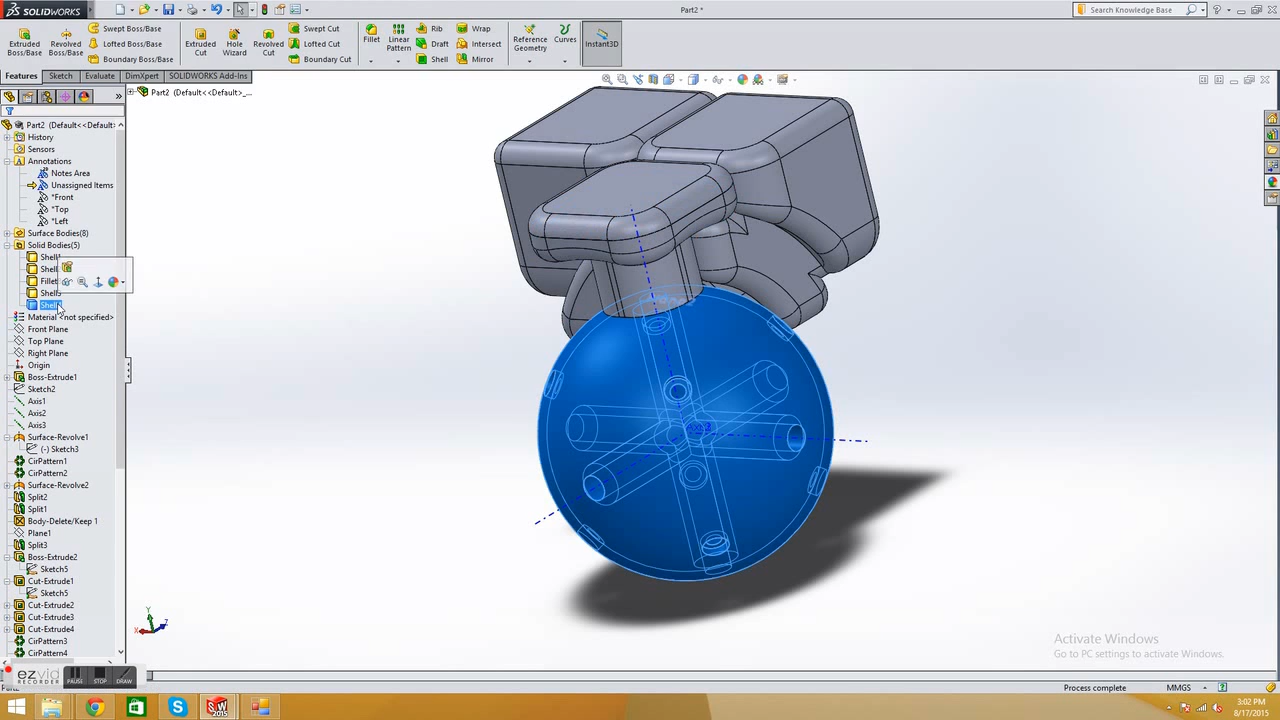 SOLIDWORKS
Part2 *
Search Knowledge Base
Extruded Boss/Base
Revolved Boss/Base
Swept Boss/Base
Lofted Boss/Base
Boundary Boss/Base
Extruded Cut
Hole Wizard
Revolved Cut
Swept Cut
Lofted Cut
Boundary Cut
Fillet
Linear Pattern
Rib
Draft
Shell
Wrap
Intersect
Mirror
Reference Geometry
Curves
Instant3D
Features Sketch Evaluate DimXpert SOLIDWORKS Add-Ins
Part2 (Default<<Default>_...
Part2 (Default<<Default:
History
Sensors
Annotations
Notes Area
Unassigned Items
*Front
*Top
*Left
Surface Bodies(8)
Solid Bodies(5)
Material <not specified>
Front Plane
Top Plane
Right Plane
Origin
Boss-Extrude1
Sketch2
Axis1
Axis2
Axis3
Surface-Revolve1
(-) Sketch3
CirPattern1
CirPattern2
Surface-Revolve2
Split2
Split1
Body-Delete/Keep 1
Plane1
Split3
Boss-Extrude2
Sketch5
Cut-Extrude1
Sketch5
Cut-Extrude2
Cut-Extrude3
Cut-Extrude4
CirPattern3
CirPattern4
Y
X
Z
Activate Windows
Go to PC settings to activate Windows.
ezvid
RECORDER
PAUSE STOP DRAW
Process complete
MMGS
3:02 PM
8/17/2015